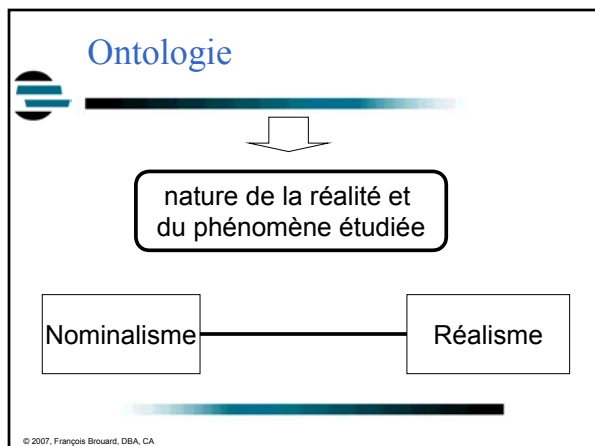 Ontologie
nature de la réalité et
du phénomène étudiée
Nominalisme
Réalisme
© 2007, François Brouard, DBA, CA